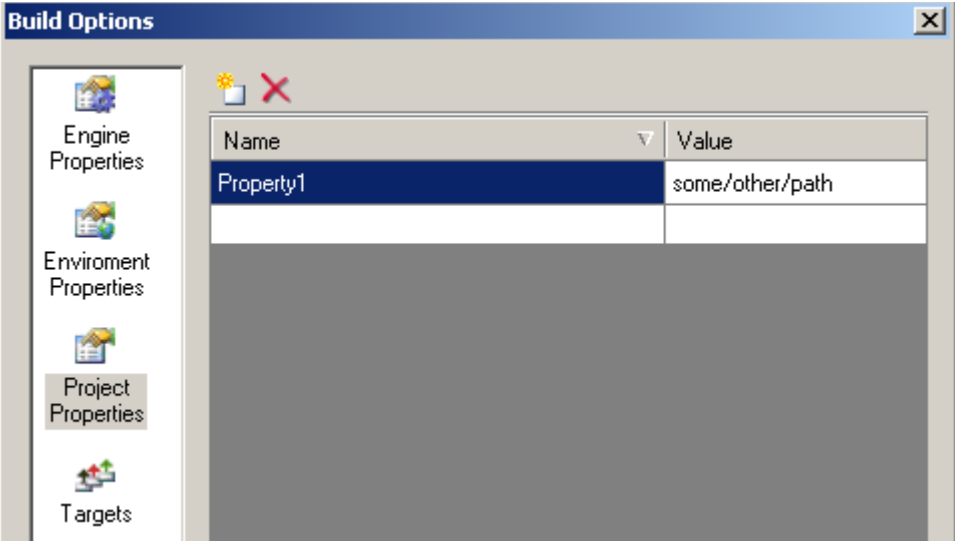 Build Options
Engine
Properties
Enviroment
Properties
Project
Properties
Targets
Name Value
Property1 some/other/path